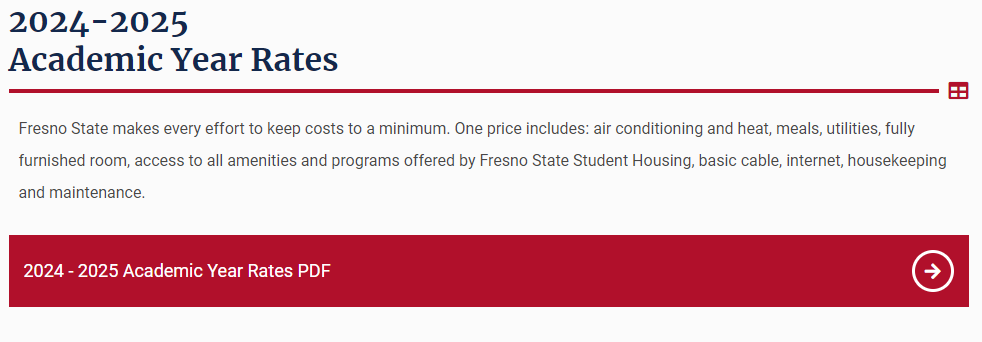 2024-2025
Academic Year Rates
Fresno State makes every effort to keep costs to a minimum. One price includes: air conditioning and heat, meals, utilities, fully
furnished room, access to all amenities and programs offered by Fresno State Student Housing, basic cable, internet, housekeeping
and maintenance.
2024 - 2025 Academic Year Rates PDF